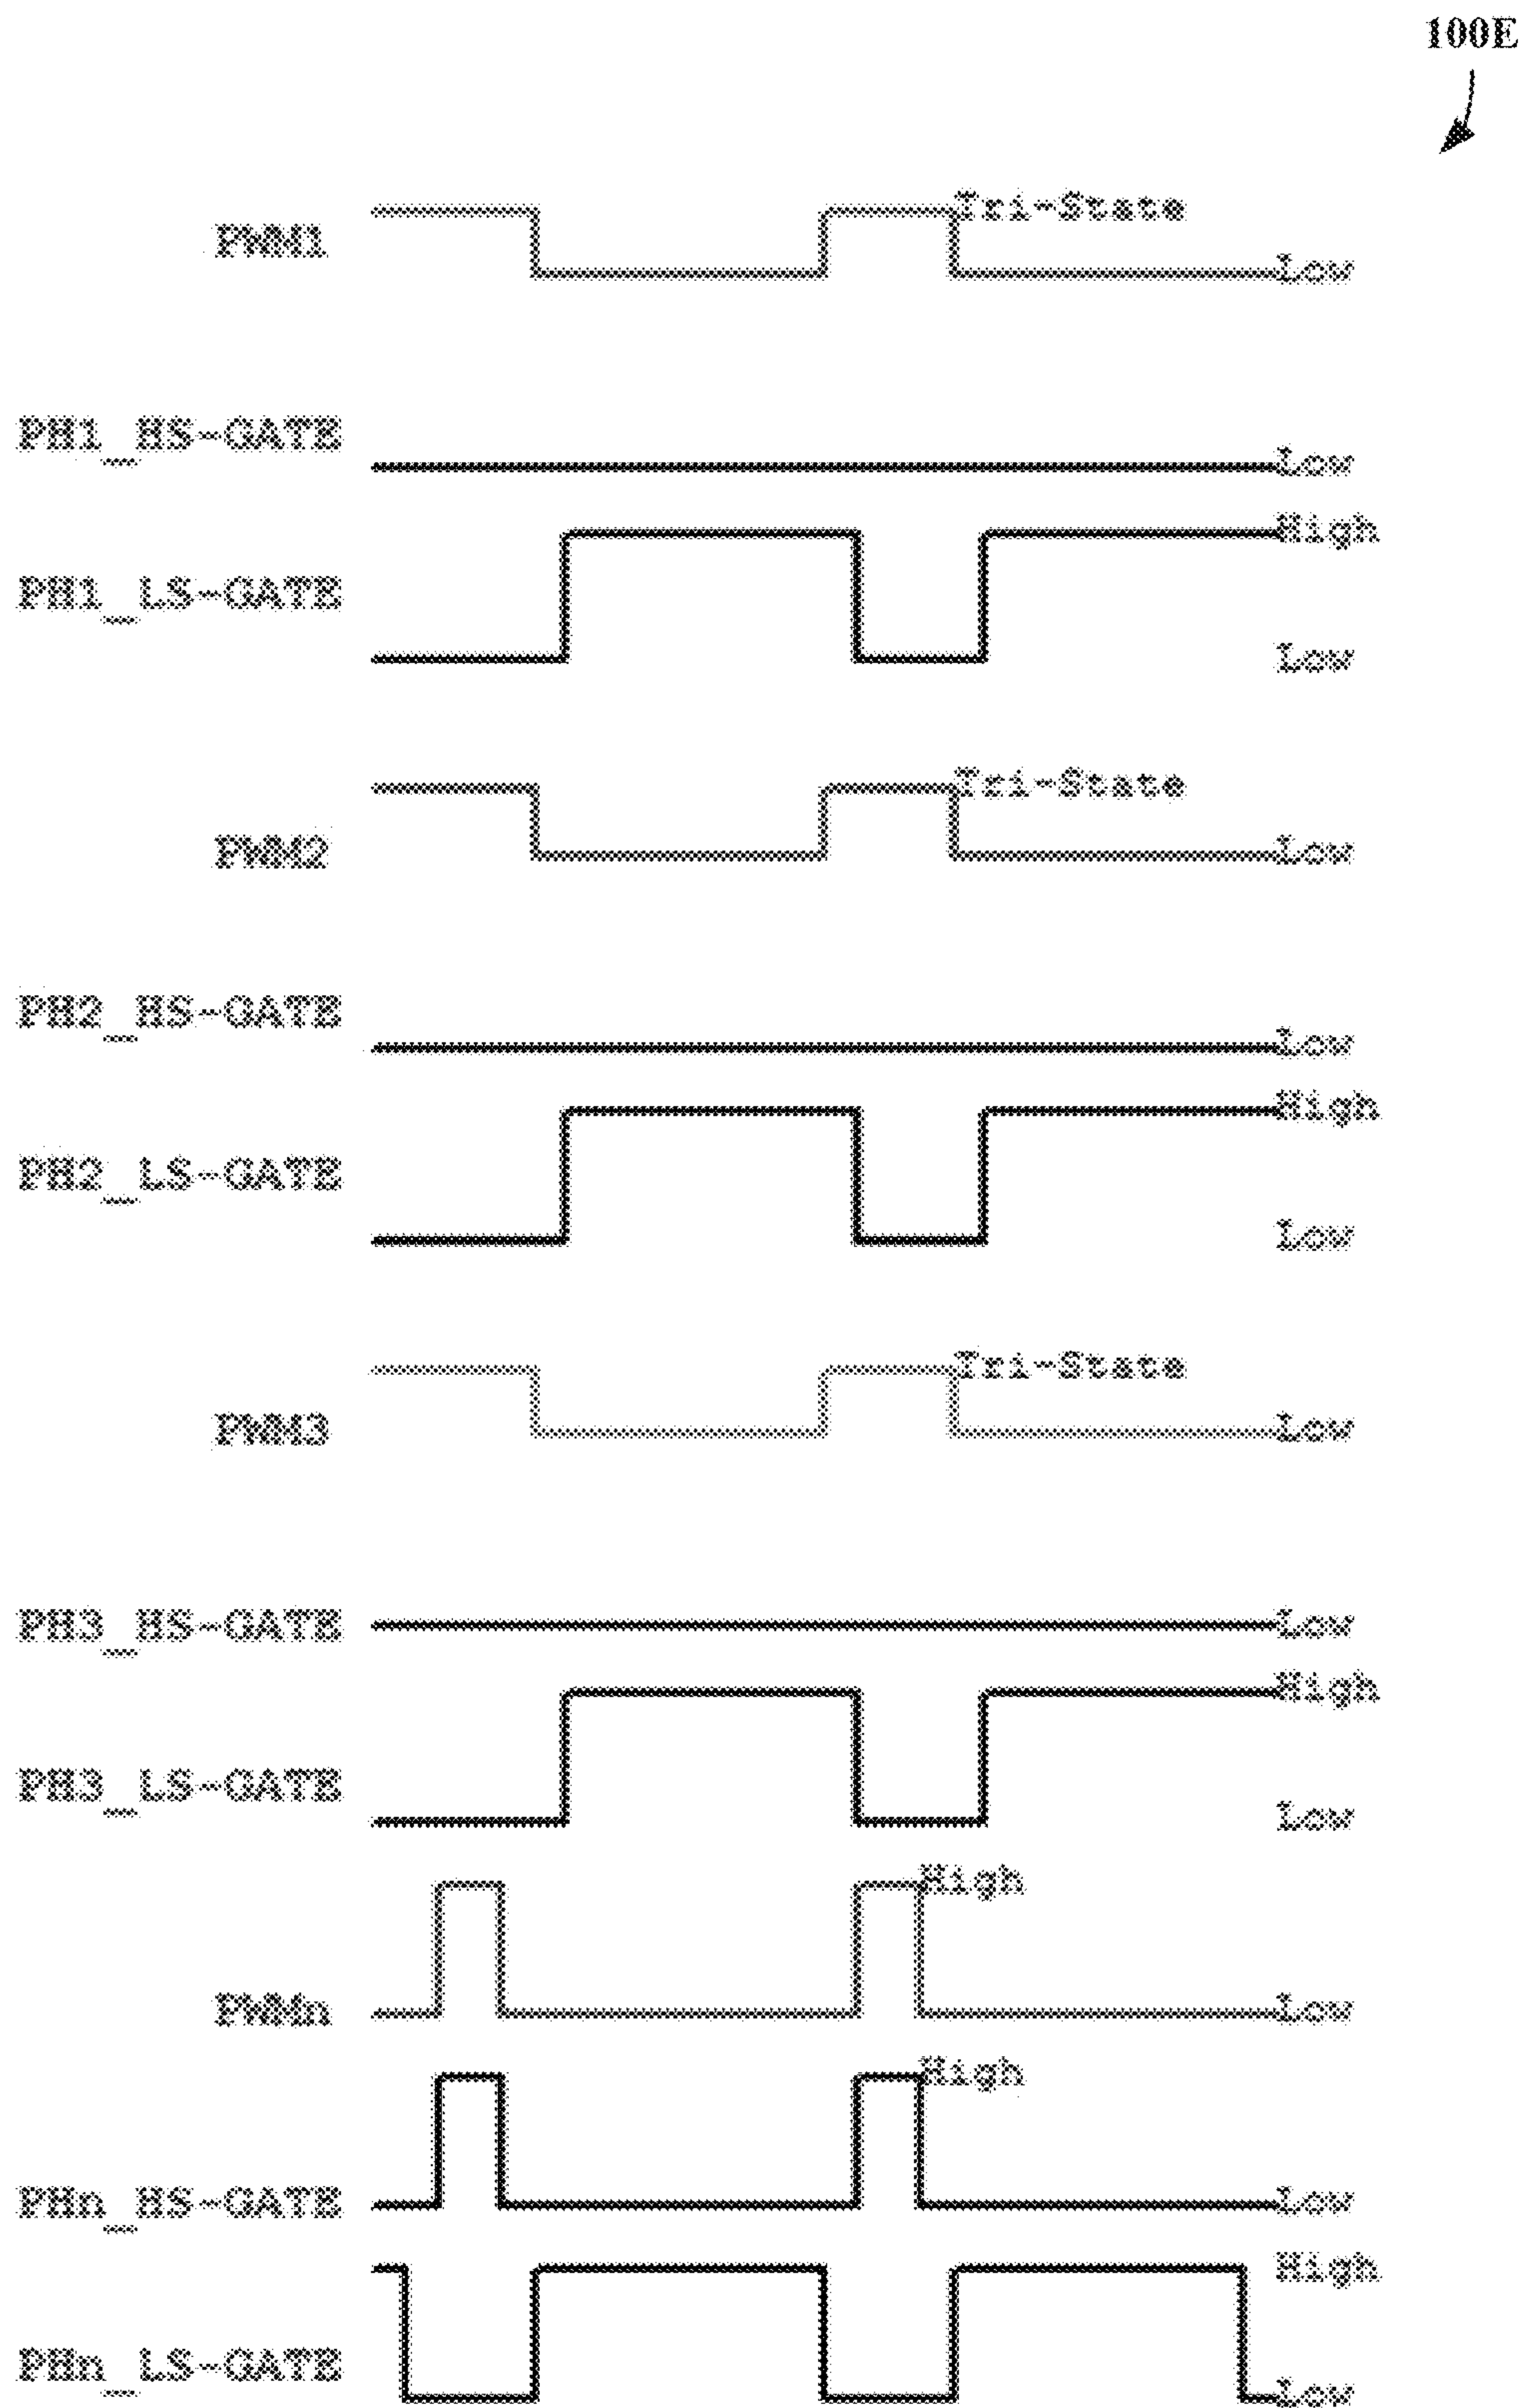 100E
Tri-State
PWM1
Low
PH1_HS-GATE
Low
High
PH1_LS-GATE
Low
Tri-State
PWM2
Low
PH2_HS-GATE
Low
High
PH2_LS-GATE
Low
Tri-State
PWM3
Low
PH3_HS-GATE
Low
High
PH3_LS-GATE
Low
High
PWMn
Low
High
PHn_HS-GATE
Low
High
PHn_LS-GATE
Low